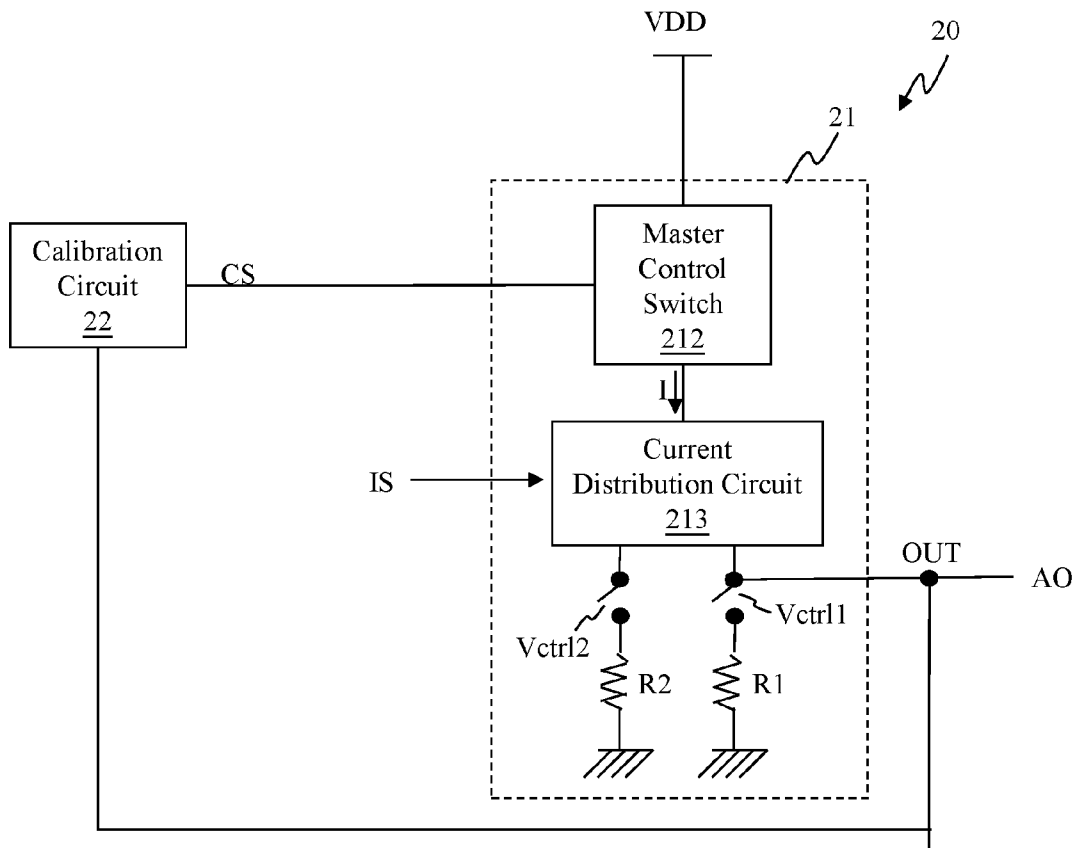 VDD
20
21
Calibration
Circuit
22
CS
Master
Control
Switch
212
I
IS
Current
Distribution Circuit
213
OUT
AO
Vctrl2
Vctrl1
R2
R1